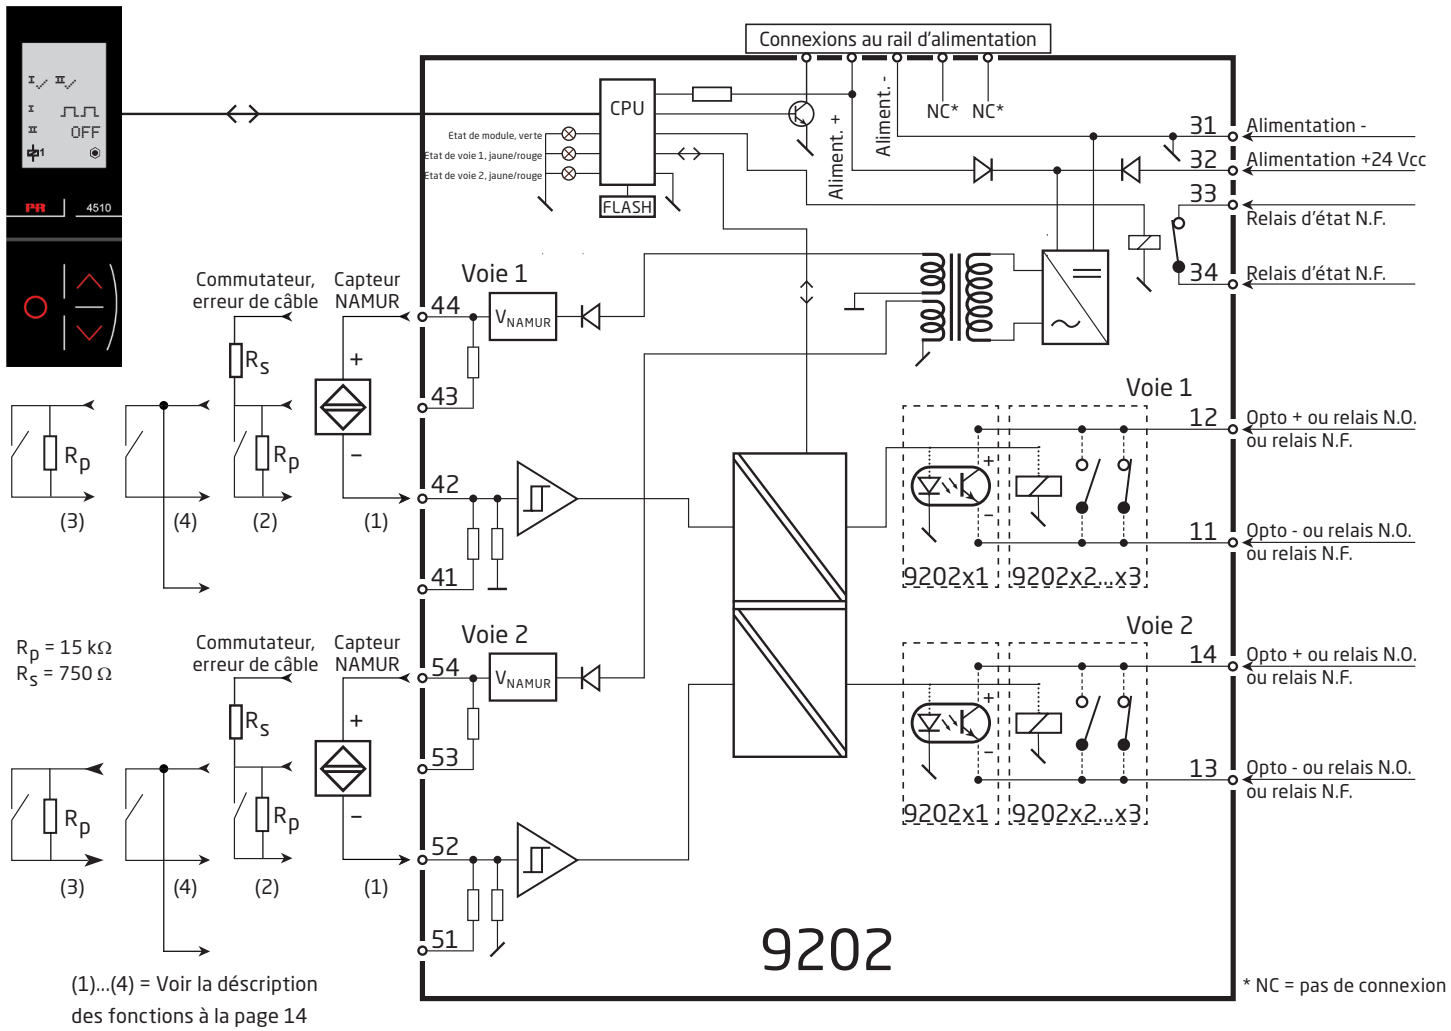 Connexions au rail d'alimentation
I II
I
II OFF
1
PR 4510
CPU
FLASH
Etat de module, verte
Etat de voie 1, jaune/rouge
Etat de voie 2, jaune/rouge
Aliment. +
Aliment. -
NC* NC*
31 Alimentation -
32 Alimentation +24 Vcc
33
Relais d'état N.F.
34 Relais d'état N.F.
Commutateur,
erreur de câble
Capteur
NAMUR
Voie 1
44
VNAMUR
Rs
+
43
Rp
Rp
-
42
(3) (4) (2) (1)
41
Voie 1
12 Opto + ou relais N.O.
ou relais N.F.
+
-
11 Opto - ou relais N.O.
ou relais N.F.
9202x1 9202x2...x3
Rp = 15 kΩ
Rs = 750 Ω
Commutateur,
erreur de câble
Capteur
NAMUR
Voie 2
54
VNAMUR
Rs
+
53
Rp
Rp
-
52
(3) (4) (2) (1)
51
Voie 2
14 Opto + ou relais N.O.
ou relais N.F.
+
-
13 Opto - ou relais N.O.
ou relais N.F.
9202x1 9202x2...x3
9202
(1)...(4) = Voir la déscription
des fonctions à la page 14
* NC = pas de connexion